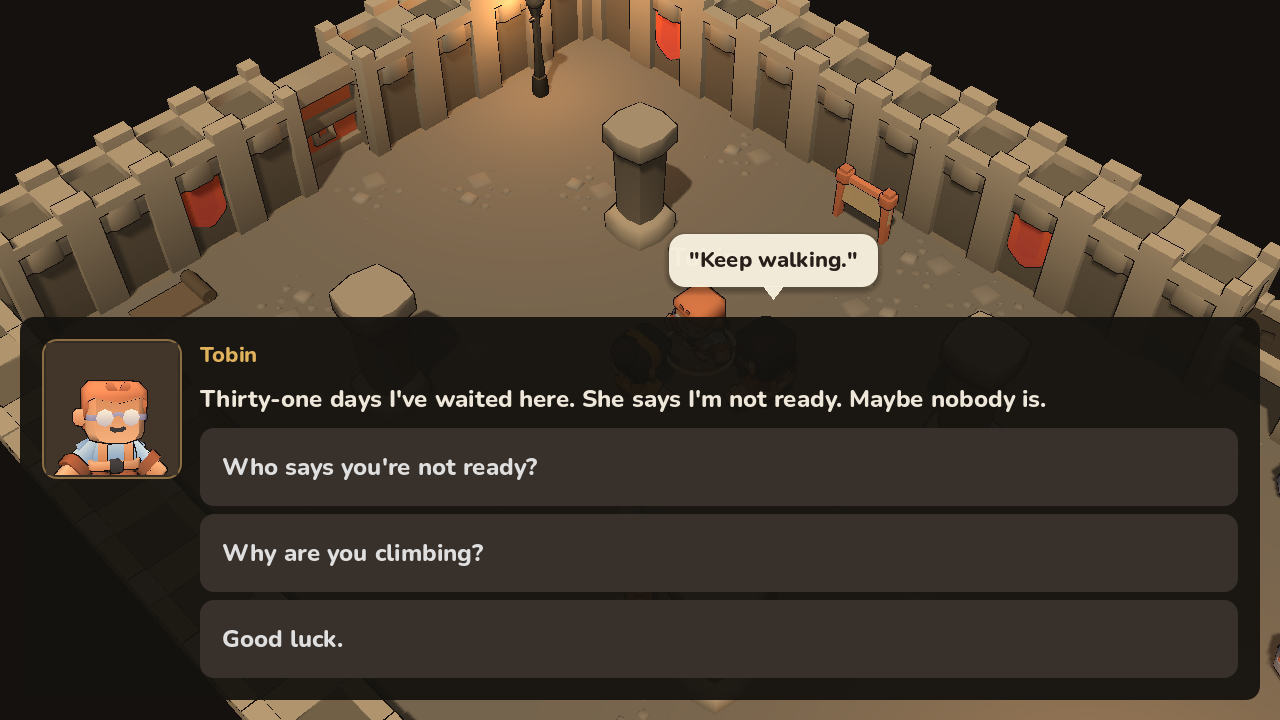 "Keep walking."
Tobin
Thirty-one days I've waited here. She says I'm not ready. Maybe nobody is.
Who says you're not ready?
Why are you climbing?
Good luck.